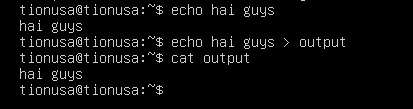 tionusa@tionusa:~$ echo hai guys
hai guys
tionusa@tionusa:~$ echo hai guys > output
tionusa@tionusa:~$ cat output
hai guys
tionusa@tionusa:~$